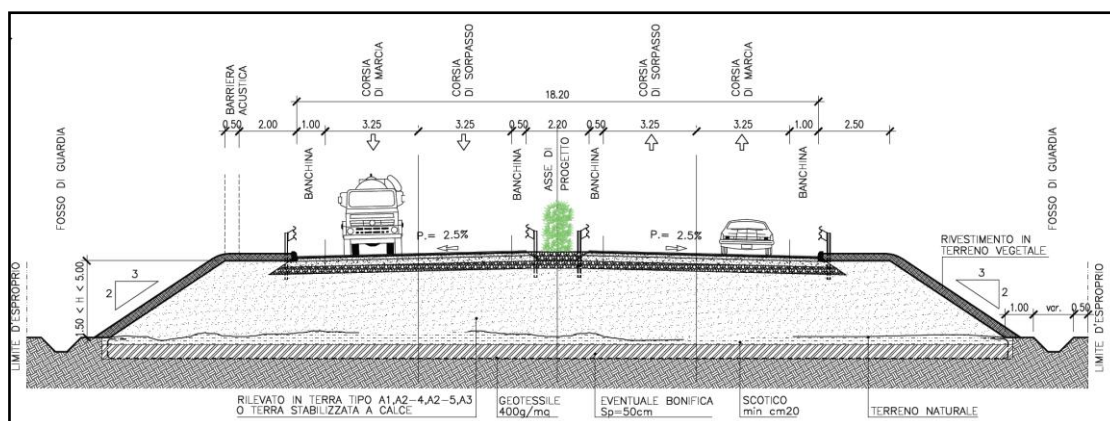 BARRIERA
ACUSTICA
CORSIA
DI MARCIA
CORSIA
DI SORPASSO
CORSIA
DI SORPASSO
CORSIA
DI MARCIA
18.20
0.50
2.00
1.00
3.25
3.25
0.50
2.20
0.50
3.25
3.25
1.00
2.50
FOSSO DI GUARDIA
BANCHINA
BANCHINA
ASSE DI
PROGETTO
BANCHINA
BANCHINA
FOSSO DI GUARDIA
P.= 2.5%
P.= 2.5%
RIVESTIMENTO IN
TERRENO VEGETALE
LIMITE D'ESPROPRIO
3
2
1.50 < H < 5.00
3
2
1.00
var.
0.50
LIMITE D'ESPROPRIO
RILEVATO IN TERRA TIPO A1,A2-4,A2-5,A3
O TERRA STABILIZZATA A CALCE
GEOTESSILE
400g/mq
EVENTUALE BONIFICA
Sp=50cm
SCOTICO
min cm20
TERRENO NATURALE